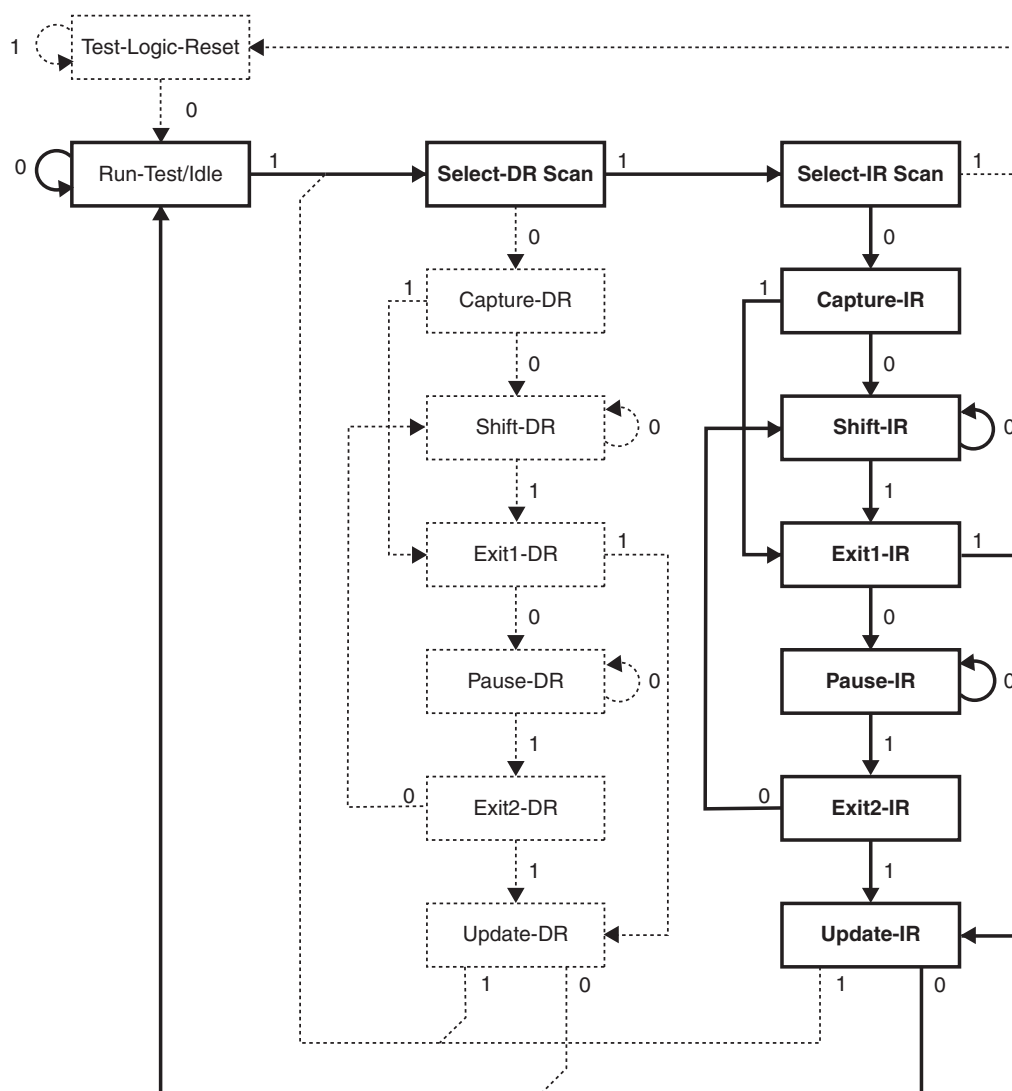 Test-Logic-Reset
1
0
Run-Test/Idle
0
1
Select-DR Scan
1
Select-IR Scan
1
0
0
1
Capture-DR
1
Capture-IR
0
0
Shift-DR
0
Shift-IR
0
1
1
Exit1-DR
1
Exit1-IR
1
0
0
Pause-DR
0
Pause-IR
0
1
1
0
Exit2-DR
0
Exit2-IR
1
1
Update-DR
Update-IR
1
0
1
0